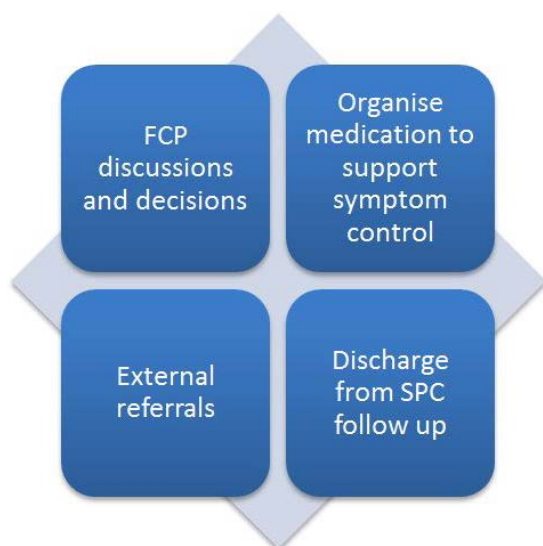 FCP
discussions
and decisions
Organise
medication to
support
symptom
control
External
referrals
Discharge
from SPC
follow up